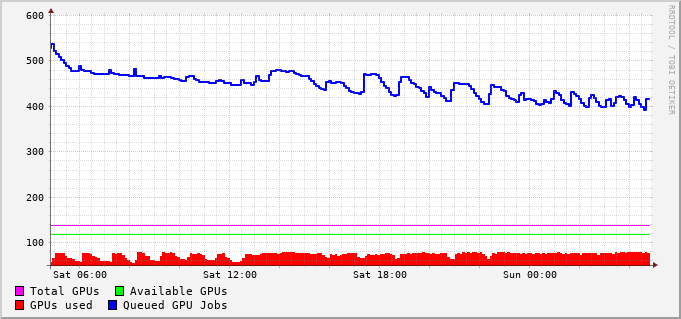 600
500
400
300
200
100
Sat 06:00 Sat 12:00 Sat 18:00 Sun 00:00
Total GPUs Available GPUs
GPUs used Queued GPU Jobs
RRDTOOL / TOBI OETIKER